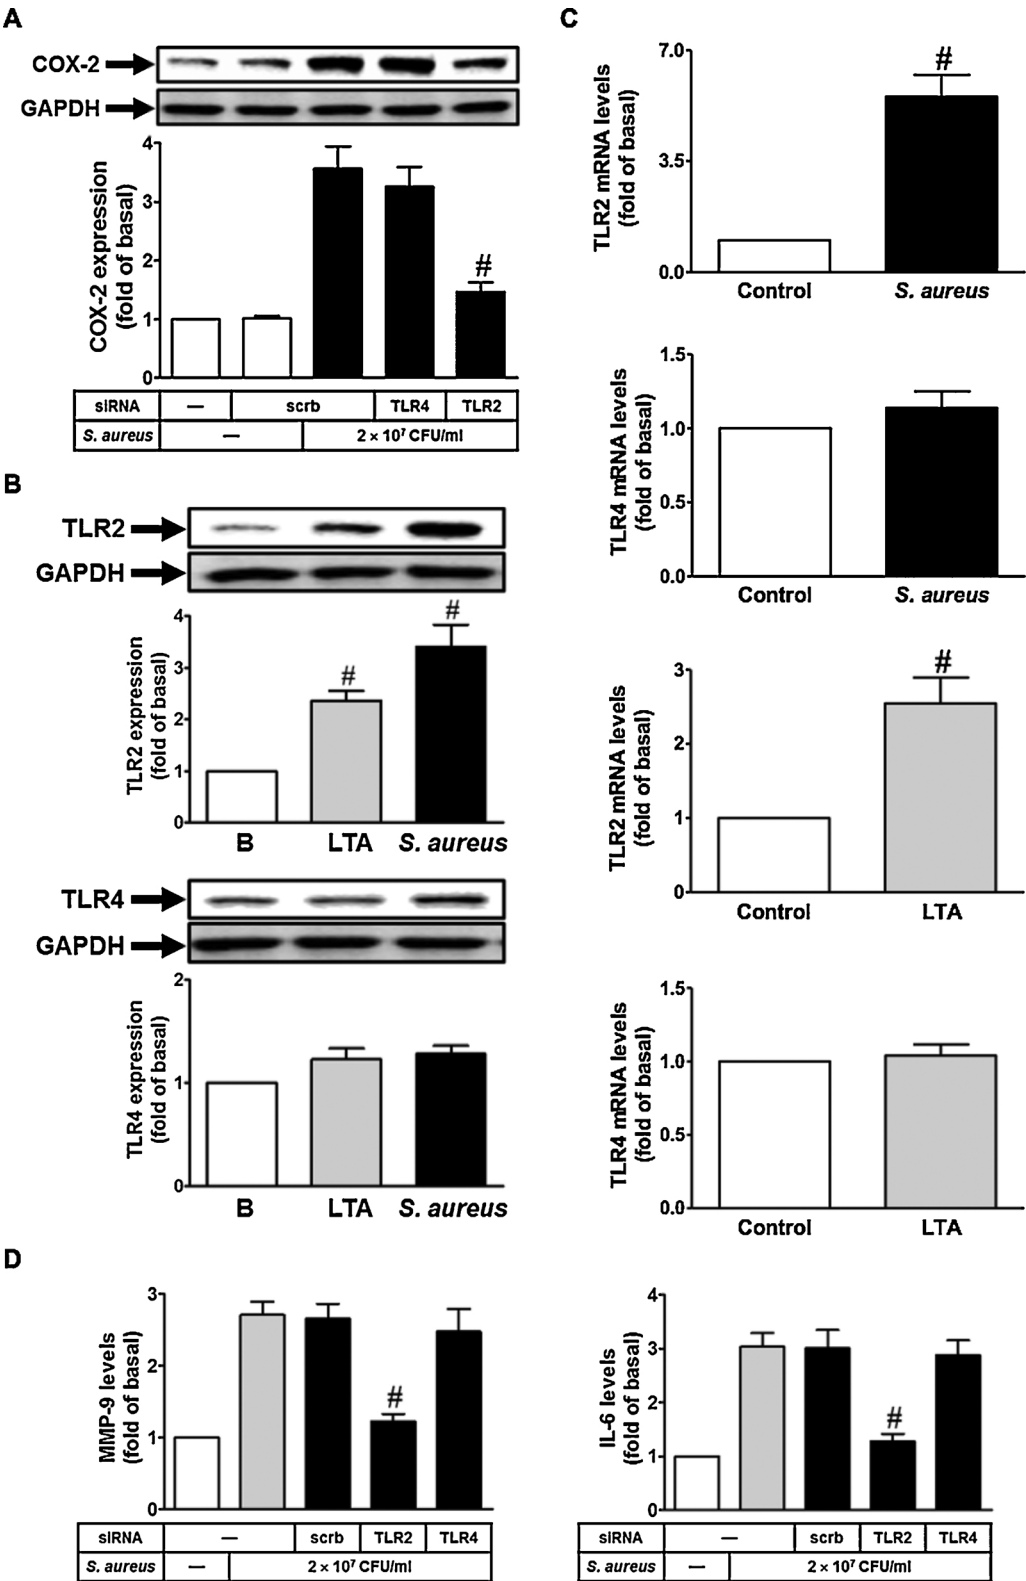 A
COX-2
GAPDH
COX-2 expression
(fold of basal)
4
3
2
1
0
#
siRNA — scrb TLR4 TLR2
S. aureus — 2 × 10⁷ CFU/ml
B
TLR2
GAPDH
TLR2 expression
(fold of basal)
4
3
2
1
0
#
#
B LTA S. aureus
TLR4
GAPDH
TLR4 expression
(fold of basal)
2
1
0
B LTA S. aureus
C
TLR2 mRNA levels
(fold of basal)
7.0
3.5
0.0
#
Control S. aureus
TLR4 mRNA levels
(fold of basal)
1.5
1.0
0.5
0.0
Control S. aureus
TLR2 mRNA levels
(fold of basal)
3
2
1
0
#
Control LTA
TLR4 mRNA levels
(fold of basal)
1.5
1.0
0.5
0.0
Control LTA
D
MMP-9 levels
(fold of basal)
3
2
1
0
#
siRNA — scrb TLR2 TLR4
S. aureus — 2 × 10⁷ CFU/ml
IL-6 levels
(fold of basal)
4
3
2
1
0
#
siRNA — scrb TLR2 TLR4
S. aureus — 2 × 10⁷ CFU/ml